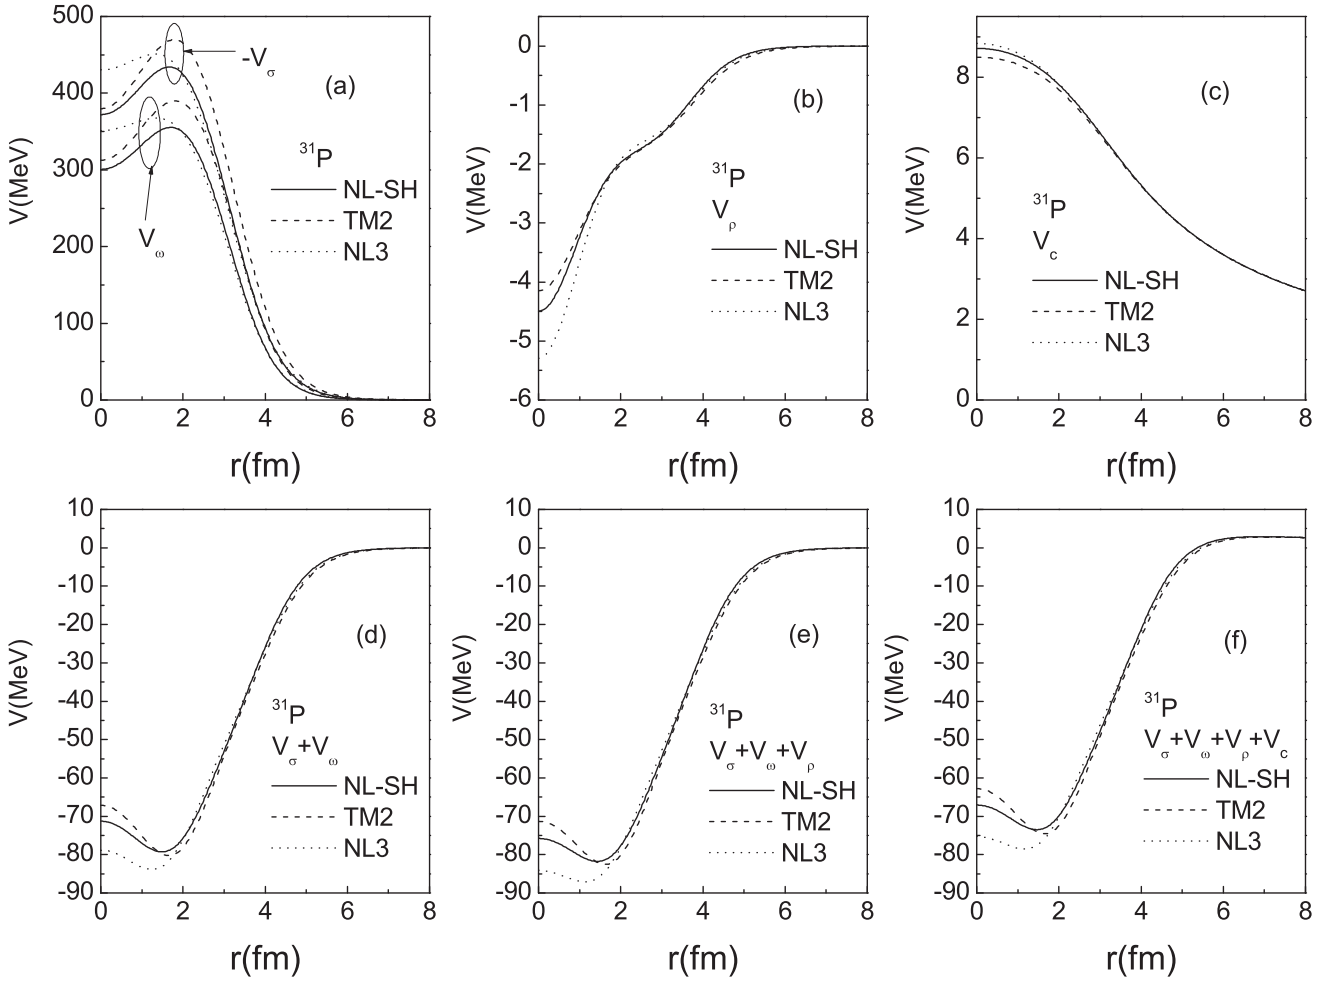 500
400
300
200
100
0
V(MeV)
-Vσ
(a)
³¹P
NL-SH
TM2
NL3
Vω
0 2 4 6 8
r(fm)
0
-1
-2
-3
-4
-5
-6
V(MeV)
(b)
³¹P
Vρ
NL-SH
TM2
NL3
0 2 4 6 8
r(fm)
8
6
4
2
0
V(MeV)
(c)
³¹P
Vc
NL-SH
TM2
NL3
0 2 4 6 8
r(fm)
10
0
-10
-20
-30
-40
-50
-60
-70
-80
-90
V(MeV)
(d)
³¹P
Vσ+Vω
NL-SH
TM2
NL3
0 2 4 6 8
r(fm)
10
0
-10
-20
-30
-40
-50
-60
-70
-80
-90
V(MeV)
(e)
³¹P
Vσ+Vω+Vρ
NL-SH
TM2
NL3
0 2 4 6 8
r(fm)
10
0
-10
-20
-30
-40
-50
-60
-70
-80
-90
V(MeV)
(f)
³¹P
Vσ+Vω+Vρ+Vc
NL-SH
TM2
NL3
0 2 4 6 8
r(fm)